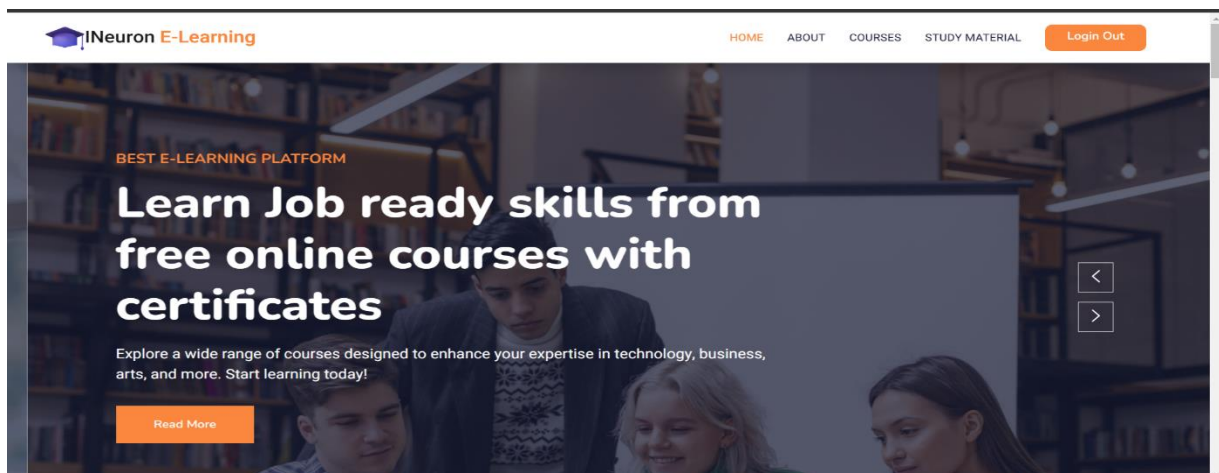 INeuron E-Learning
HOME ABOUT COURSES STUDY MATERIAL Login Out
BEST E-LEARNING PLATFORM
Learn Job ready skills from
free online courses with
certificates
Explore a wide range of courses designed to enhance your expertise in technology, business,
arts, and more. Start learning today!
Read More